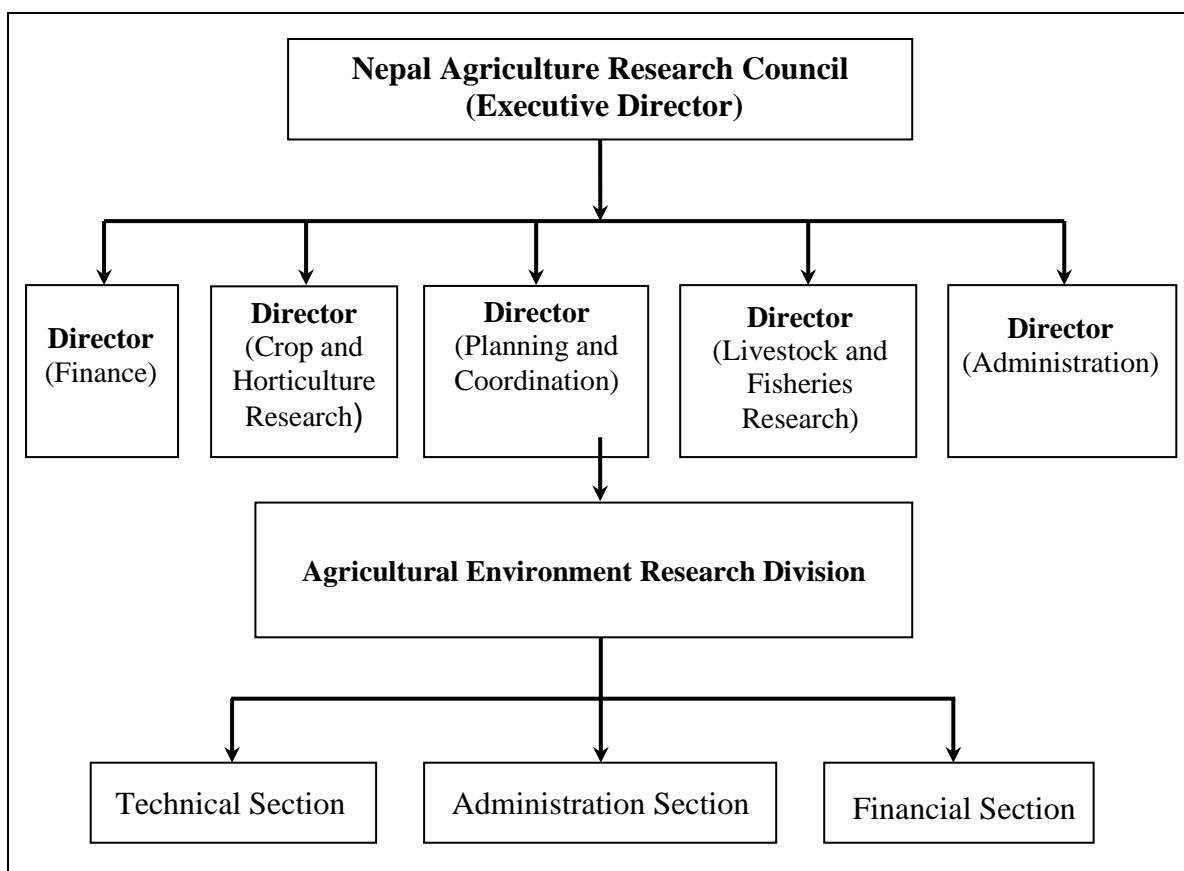 Nepal Agriculture Research Council
(Executive Director)
Director
(Finance)
Director
(Crop and
Horticulture
Research)
Director
(Planning and
Coordination)
Director
(Livestock and
Fisheries
Research)
Director
(Administration)
Agricultural Environment Research Division
Technical Section
Administration Section
Financial Section